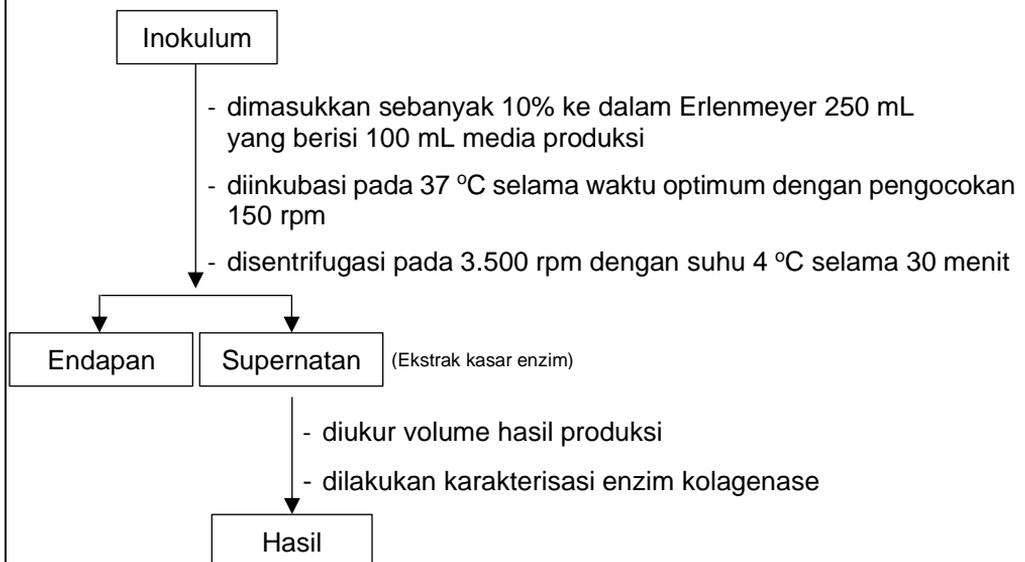 Inokulum
- dimasukkan sebanyak 10% ke dalam Erlenmeyer 250 mL
yang berisi 100 mL media produksi
- diinkubasi pada 37 °C selama waktu optimum dengan pengocokan
150 rpm
- disentrifugasi pada 3.500 rpm dengan suhu 4 °C selama 30 menit
Endapan
Supernatan
(Ekstrak kasar enzim)
- diukur volume hasil produksi
- dilakukan karakterisasi enzim kolagenase
Hasil